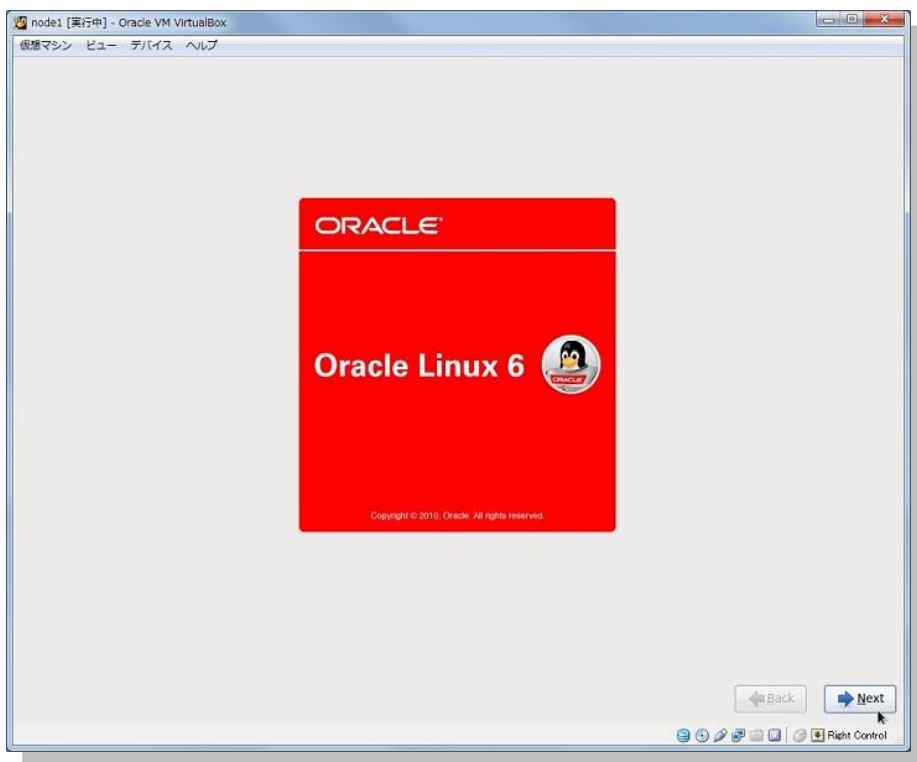 node1 [実行中] - Oracle VM VirtualBox
仮想マシン ビュー デバイス ヘルプ
ORACLE®
Oracle Linux 6
ORACLE
Copyright © 2010, Oracle. All rights reserved.
Back
Next
Right Control